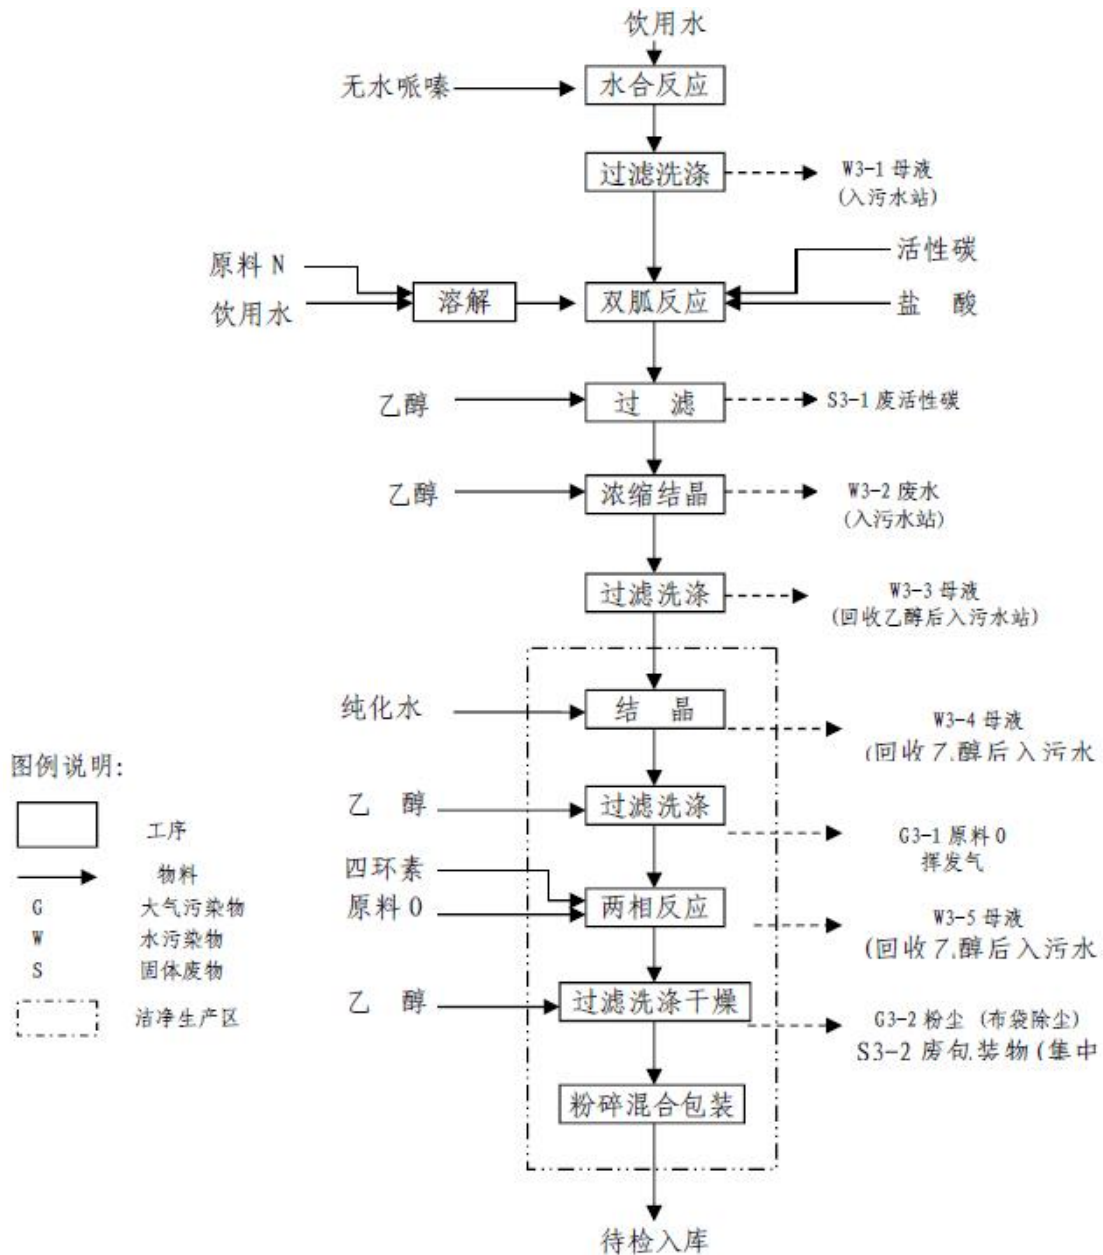 饮用水
无水哌嗪
水合反应
过滤洗涤
W3-1 母液
(入污水站)
原料 N
饮用水
溶解
双胍反应
活性碳
盐 酸
乙醇
过 滤
S3-1 废活性碳
乙醇
浓缩结晶
W3-2 废水
(入污水站)
过滤洗涤
W3-3 母液
(回收乙醇后入污水站)
纯化水
结 晶
W3-4 母液
(回收乙醇后入污水
乙 醇
过滤洗涤
G3-1 原料 O
挥发气
四环素
原料 O
两相反应
W3-5 母液
(回收乙醇后入污水
乙 醇
过滤洗涤干燥
G3-2 粉尘 (布袋除尘)
S3-2 废包装物(集中
粉碎混合包装
待检入库
图例说明:
工序
物料
G 大气污染物
W 水污染物
S 固体废物
洁净生产区